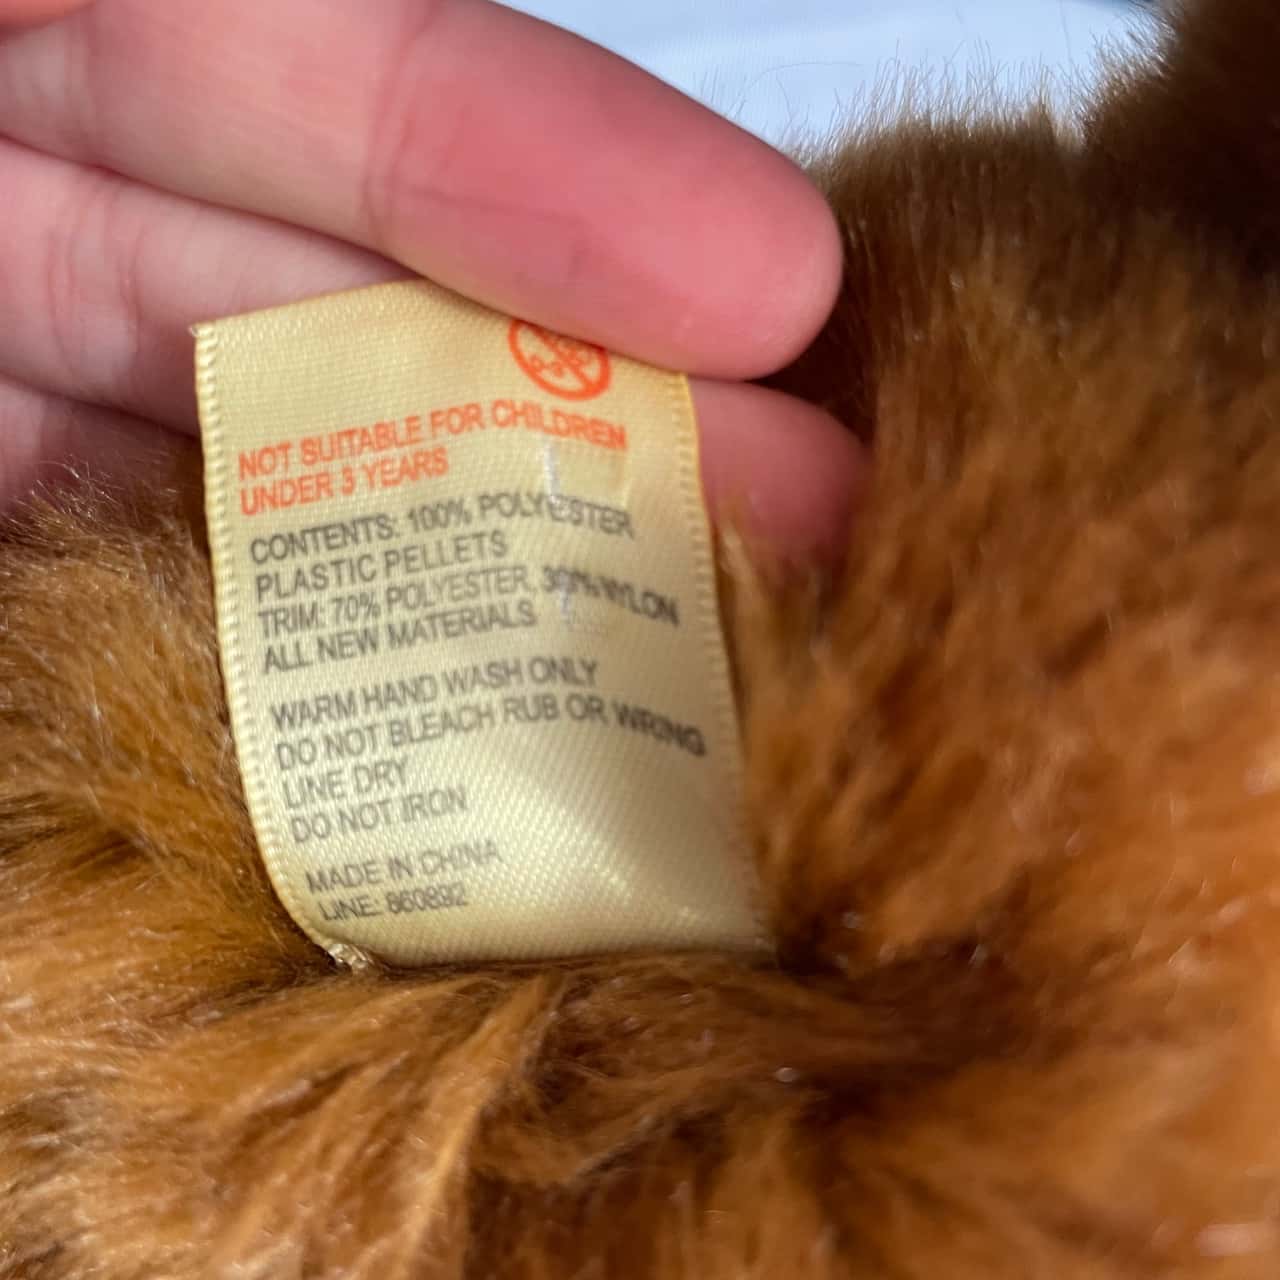 NOT SUITABLE FOR CHILDREN
UNDER 3 YEARS
CONTENTS: 100% POLYESTER
PLASTIC PELLETS
TRIM: 70% POLYESTER, 30% NYLON
ALL NEW MATERIALS
WARM HAND WASH ONLY
DO NOT BLEACH RUB OR WRING
LINE DRY
DO NOT IRON
MADE IN CHINA
LINE: 860892